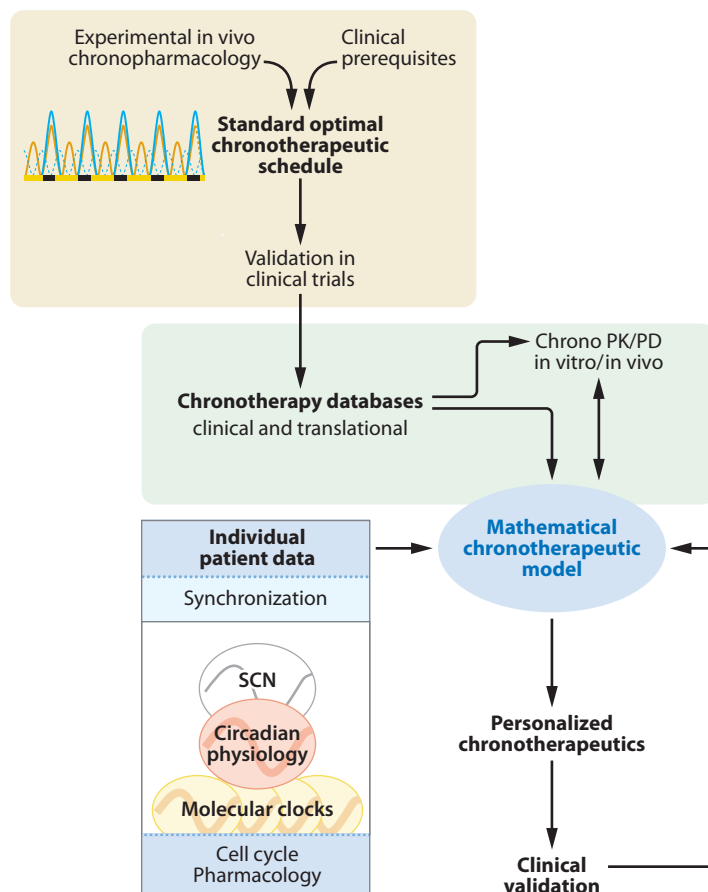 Experimental in vivo
chronopharmacology
Clinical
prerequisites
Standard optimal
chronotherapeutic
schedule
Validation in
clinical trials
Chrono PK/PD
in vitro/in vivo
Chronotherapy databases
clinical and translational
Mathematical
chronotherapeutic
model
Individual
patient data
Synchronization
SCN
Circadian
physiology
Molecular clocks
Cell cycle
Pharmacology
Personalized
chronotherapeutics
Clinical
validation